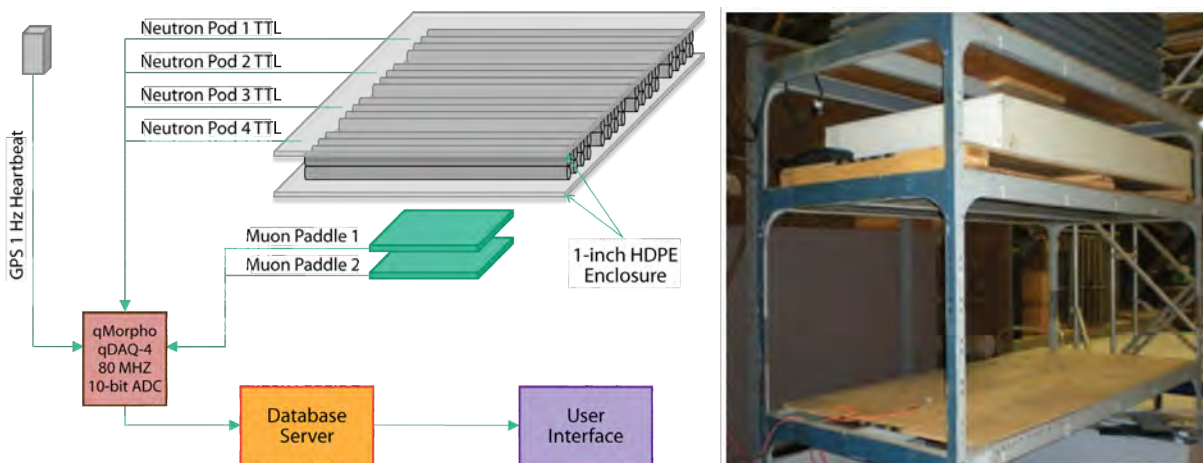 Neutron Pod 1 TTL
Neutron Pod 2 TTL
Neutron Pod 3 TTL
Neutron Pod 4 TTL
GPS 1 Hz Heartbeat
Muon Paddle 1
Muon Paddle 2
1-inch HDPE
Enclosure
qMorpho
qDAQ-4
80 MHZ
10-bit ADC
Database
Server
User
Interface